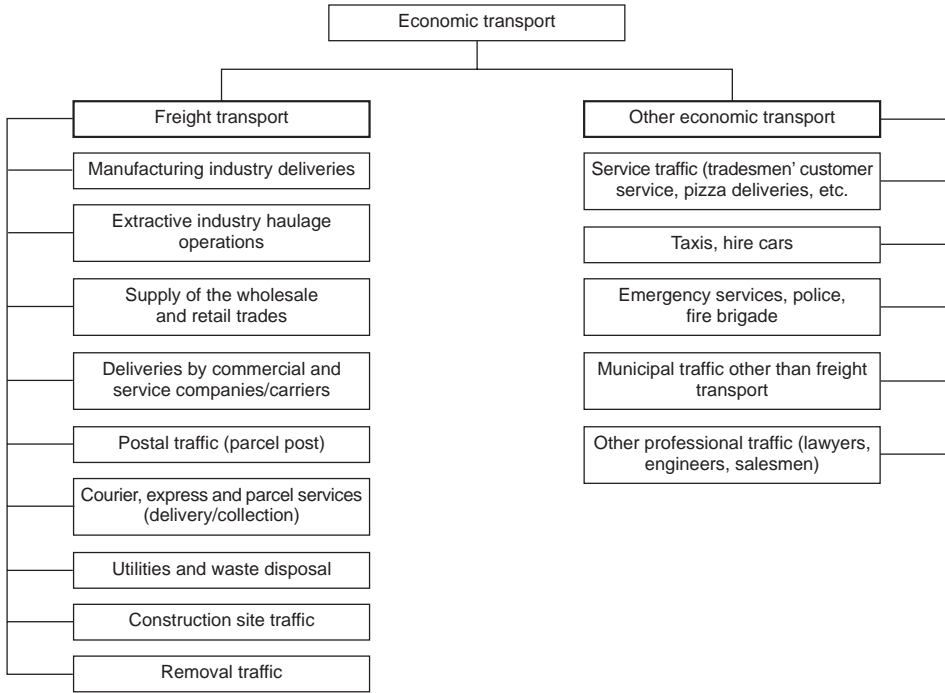 Economic transport
Freight transport
Manufacturing industry deliveries
Extractive industry haulage
operations
Supply of the wholesale
and retail trades
Deliveries by commercial and
service companies/carriers
Postal traffic (parcel post)
Courier, express and parcel services
(delivery/collection)
Utilities and waste disposal
Construction site traffic
Removal traffic
Other economic transport
Service traffic (tradesmen' customer
service, pizza deliveries, etc.
Taxis, hire cars
Emergency services, police,
fire brigade
Municipal traffic other than freight
transport
Other professional traffic (lawyers,
engineers, salesmen)